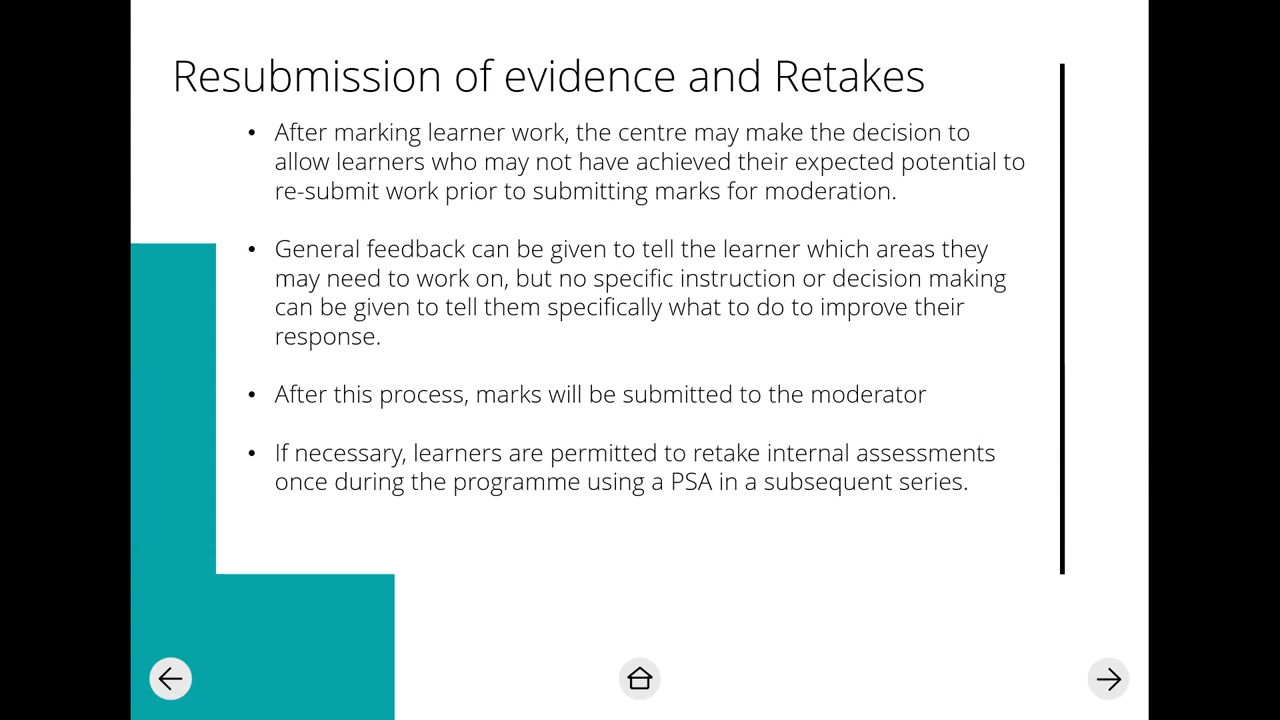 Resubmission of evidence and Retakes
• After marking learner work, the centre may make the decision to
allow learners who may not have achieved their expected potential to
re-submit work prior to submitting marks for moderation.
• General feedback can be given to tell the learner which areas they
may need to work on, but no specific instruction or decision making
can be given to tell them specifically what to do to improve their
response.
• After this process, marks will be submitted to the moderator
• If necessary, learners are permitted to retake internal assessments
once during the programme using a PSA in a subsequent series.